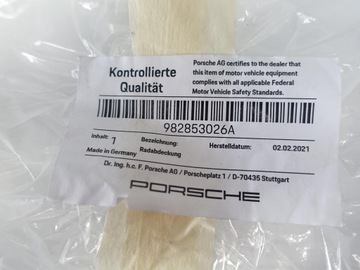 Kontrollierte
Qualität
Porsche AG certifies to the dealer that
this item of motor vehicle equipment
complies with all applicable Federal
Motor Vehicle Safety Standards.
982853026A
Inhalt: 1 Bezeichnung: Herstelldatum: 02.02.2021
Made in Germany Radabdeckung
Dr. Ing. h.c. F. Porsche AG / Porscheplatz 1 / D-70435 Stuttgart
PORSCHE